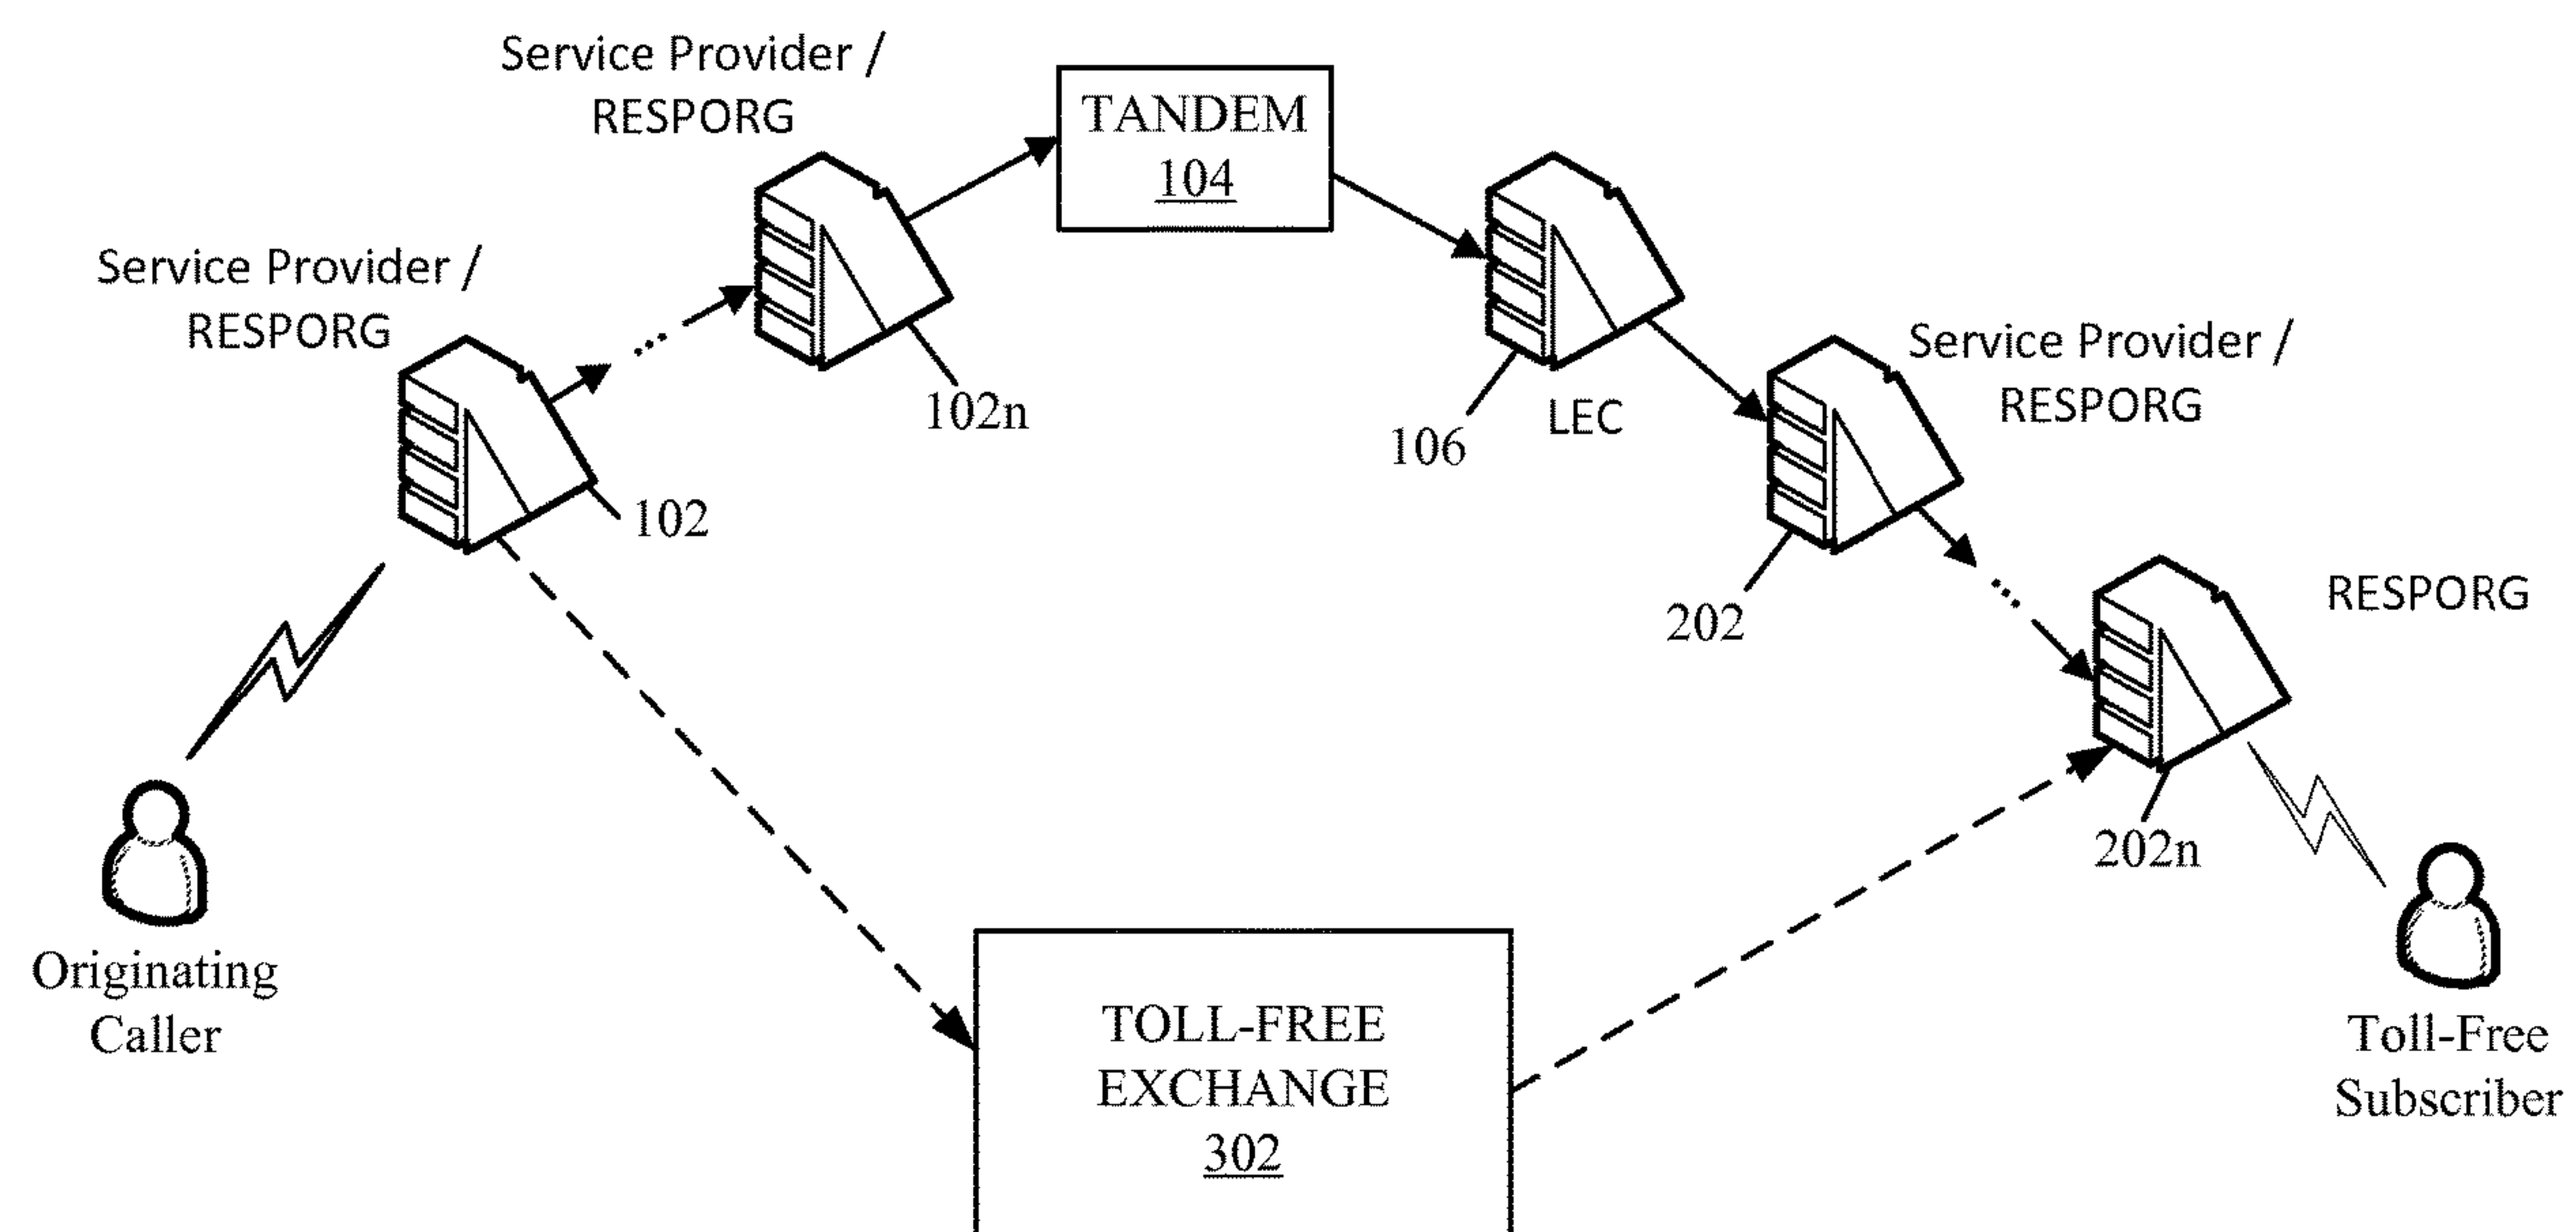 Service Provider /
RESPORG
TANDEM
104
Service Provider /
RESPORG
102n
102
106
LEC
Service Provider /
RESPORG
202
RESPORG
202n
Originating
Caller
TOLL-FREE
EXCHANGE
302
Toll-Free
Subscriber